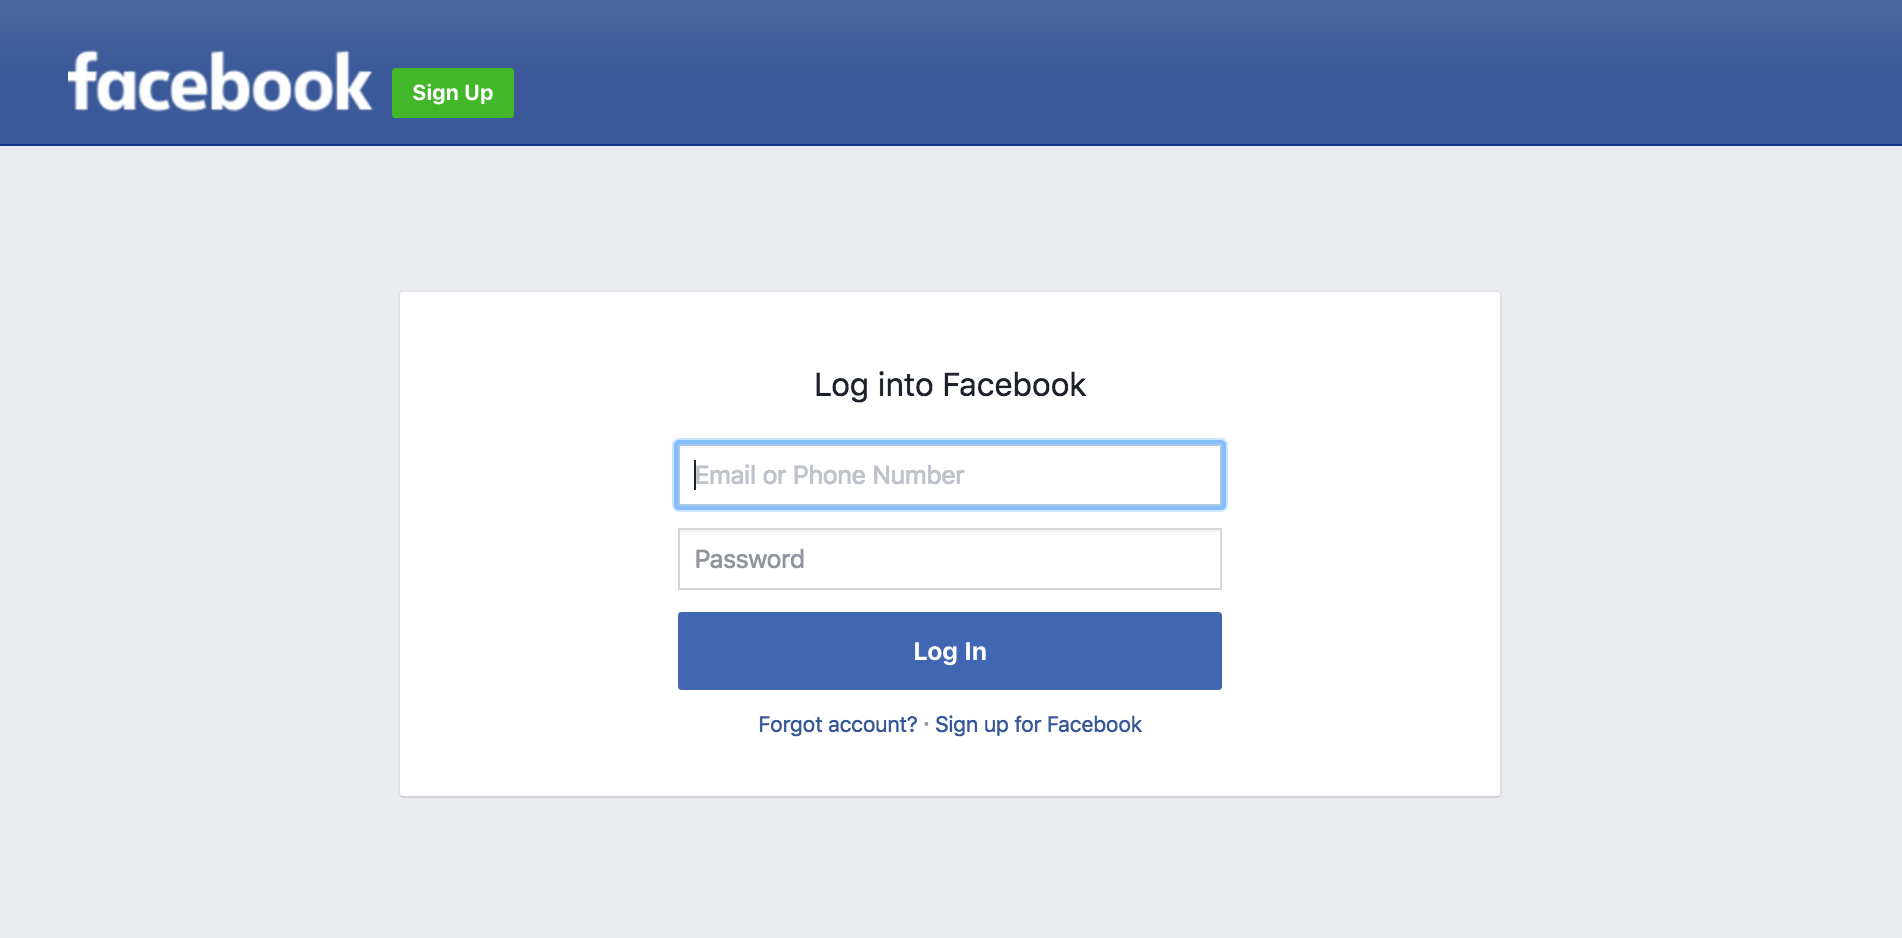 facebook
Sign Up
Log into Facebook
Email or Phone Number
Password
Log In
Forgot account? · Sign up for Facebook